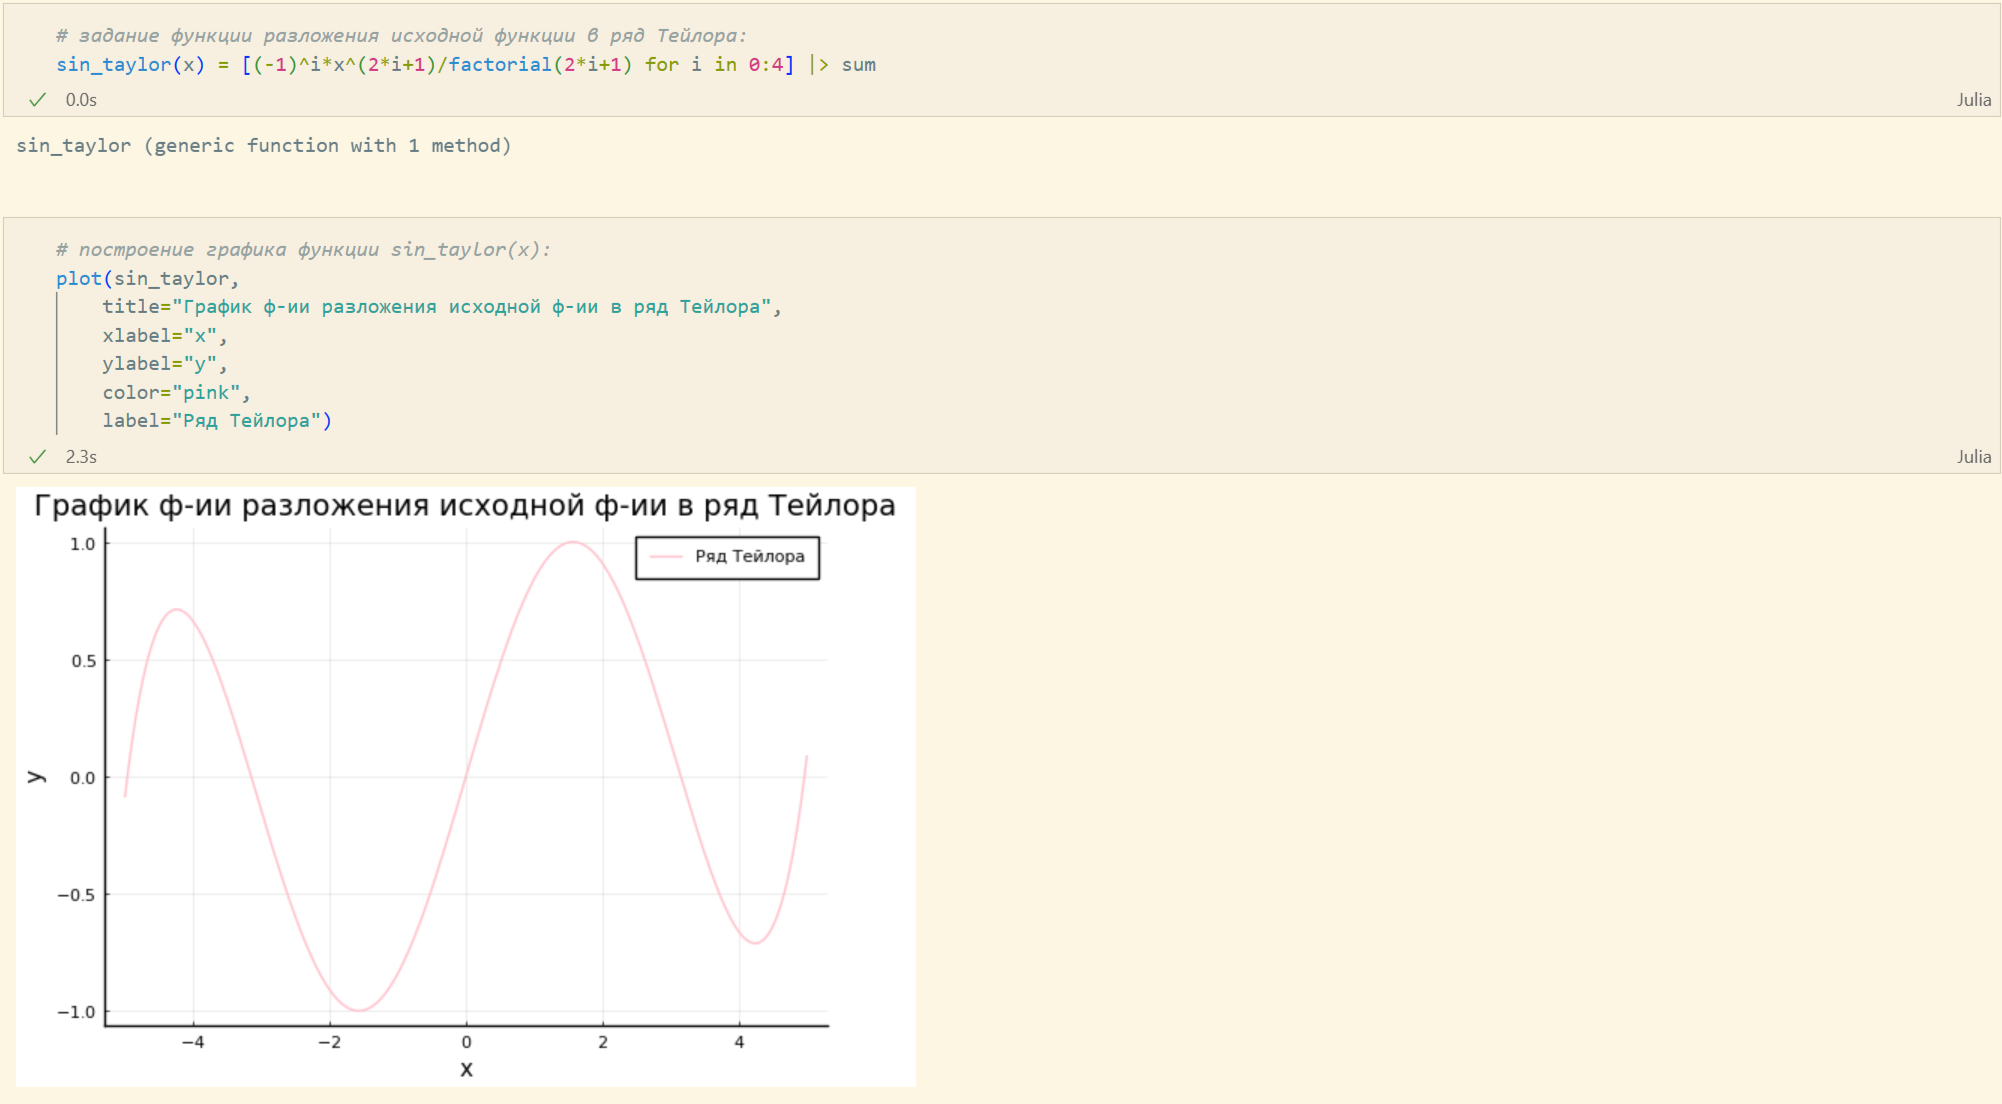 # задание функции разложения исходной функции в ряд Тейлора:
sin_taylor(x) = [(-1)^i*x^(2*i+1)/factorial(2*i+1) for i in 0:4] |> sum
0.0s
Julia
sin_taylor (generic function with 1 method)
# построение графика функции sin_taylor(x):
plot(sin_taylor,
title="График ф-ии разложения исходной ф-ии в ряд Тейлора",
xlabel="x",
ylabel="y",
color="pink",
label="Ряд Тейлора")
2.3s
Julia
График ф-ии разложения исходной ф-ии в ряд Тейлора
Ряд Тейлора
1.0
0.5
0.0
−0.5
−1.0
y
−4 −2 0 2 4
x